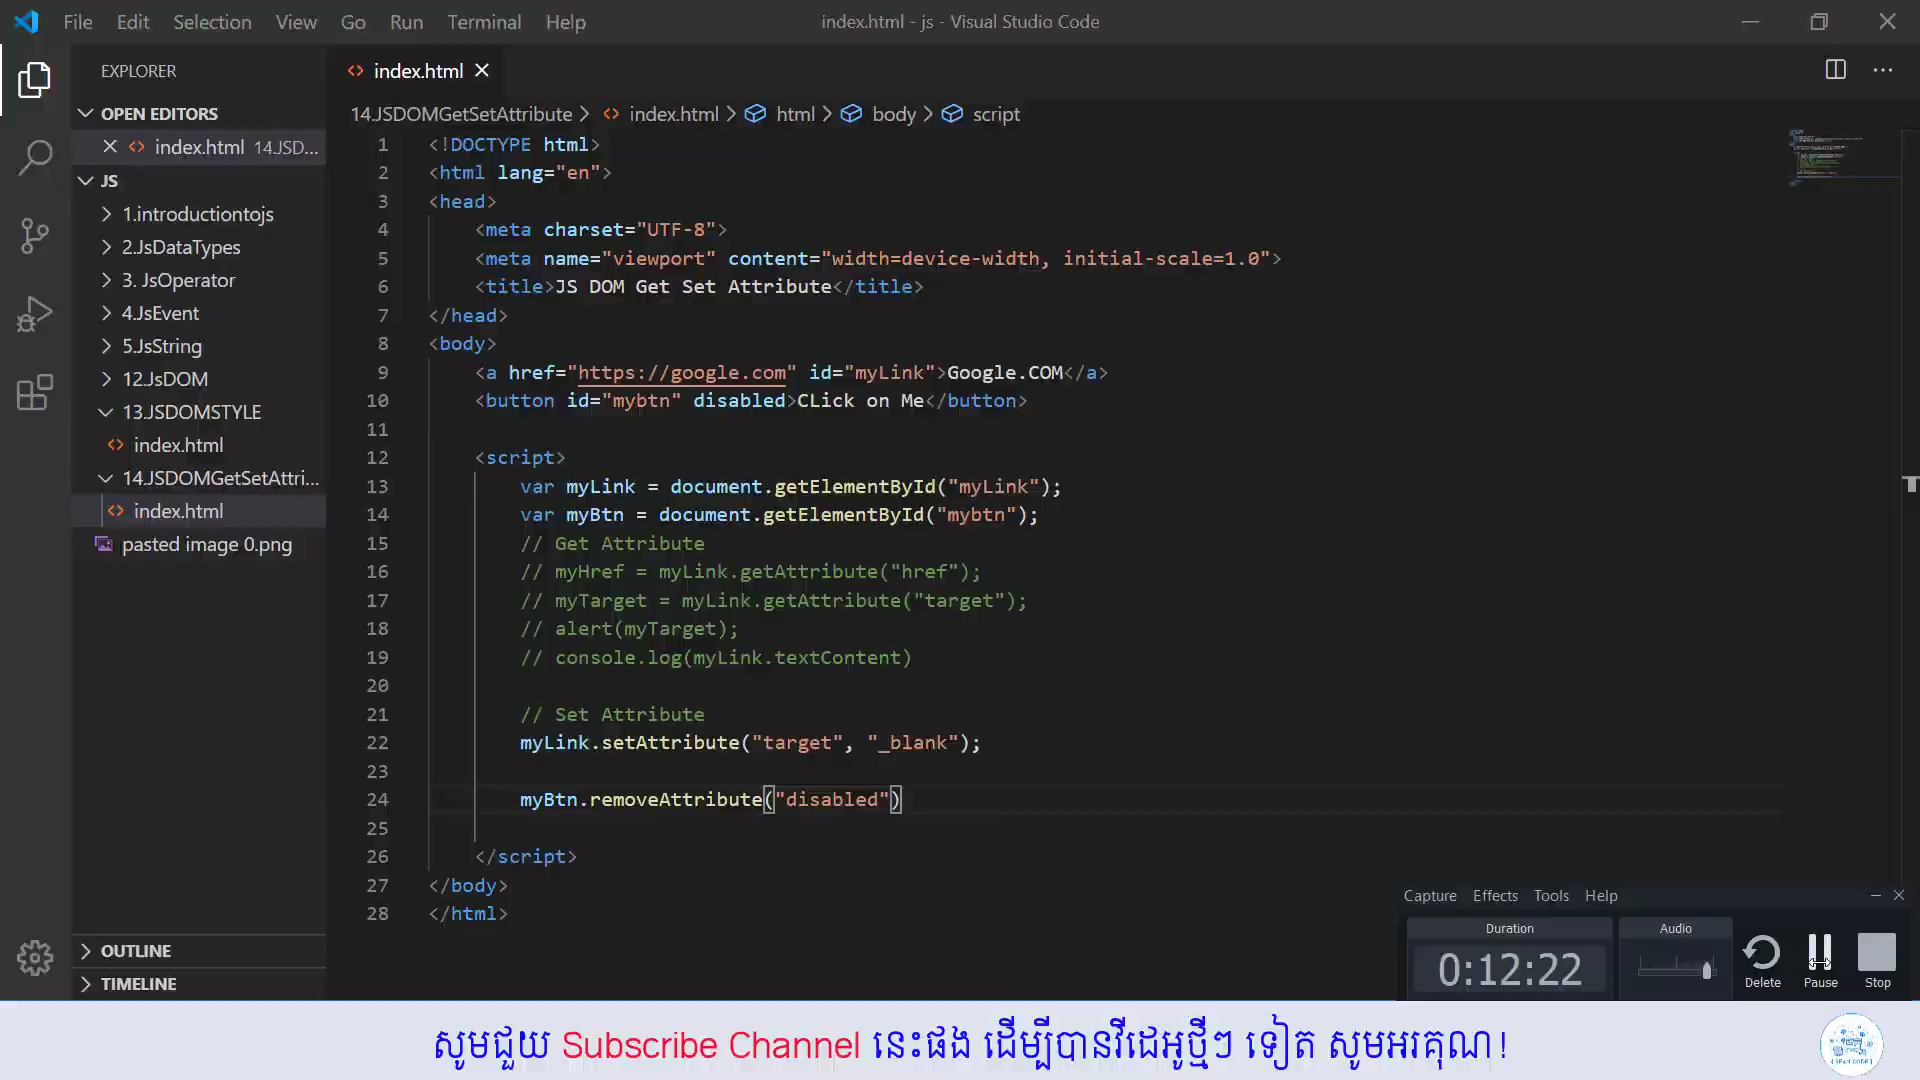 File Edit Selection View Go Run Terminal Help
index.html - js - Visual Studio Code
EXPLORER
OPEN EDITORS
index.html 14.JSD...
JS
1.introductiontojs
2.JsDataTypes
3. JsOperator
4.JsEvent
5.JsString
12.JsDOM
13.JSDOMSTYLE
index.html
14.JSDOMGetSetAttri...
index.html
pasted image 0.png
OUTLINE
TIMELINE
index.html
14.JSDOMGetSetAttribute > index.html > html > body > script
1 <!DOCTYPE html>
2 <html lang="en">
3 <head>
4 <meta charset="UTF-8">
5 <meta name="viewport" content="width=device-width, initial-scale=1.0">
6 <title>JS DOM Get Set Attribute</title>
7 </head>
8 <body>
9 <a href="https://google.com" id="myLink">Google.COM</a>
10 <button id="mybtn" disabled>CLick on Me</button>
11
12 <script>
13 var myLink = document.getElementById("myLink");
14 var myBtn = document.getElementById("mybtn");
15 // Get Attribute
16 // myHref = myLink.getAttribute("href");
17 // myTarget = myLink.getAttribute("target");
18 // alert(myTarget);
19 // console.log(myLink.textContent)
20
21 // Set Attribute
22 myLink.setAttribute("target", "_blank");
23
24 myBtn.removeAttribute("disabled")
25
26 </script>
27 </body>
28 </html>
Capture Effects Tools Help
Duration
0:12:22
Audio
Delete Pause Stop
សូមជួយ Subscribe Channel នេះផង ដើម្បីបានវីដេអូថ្មីៗ ទៀត សូមអរគុណ!